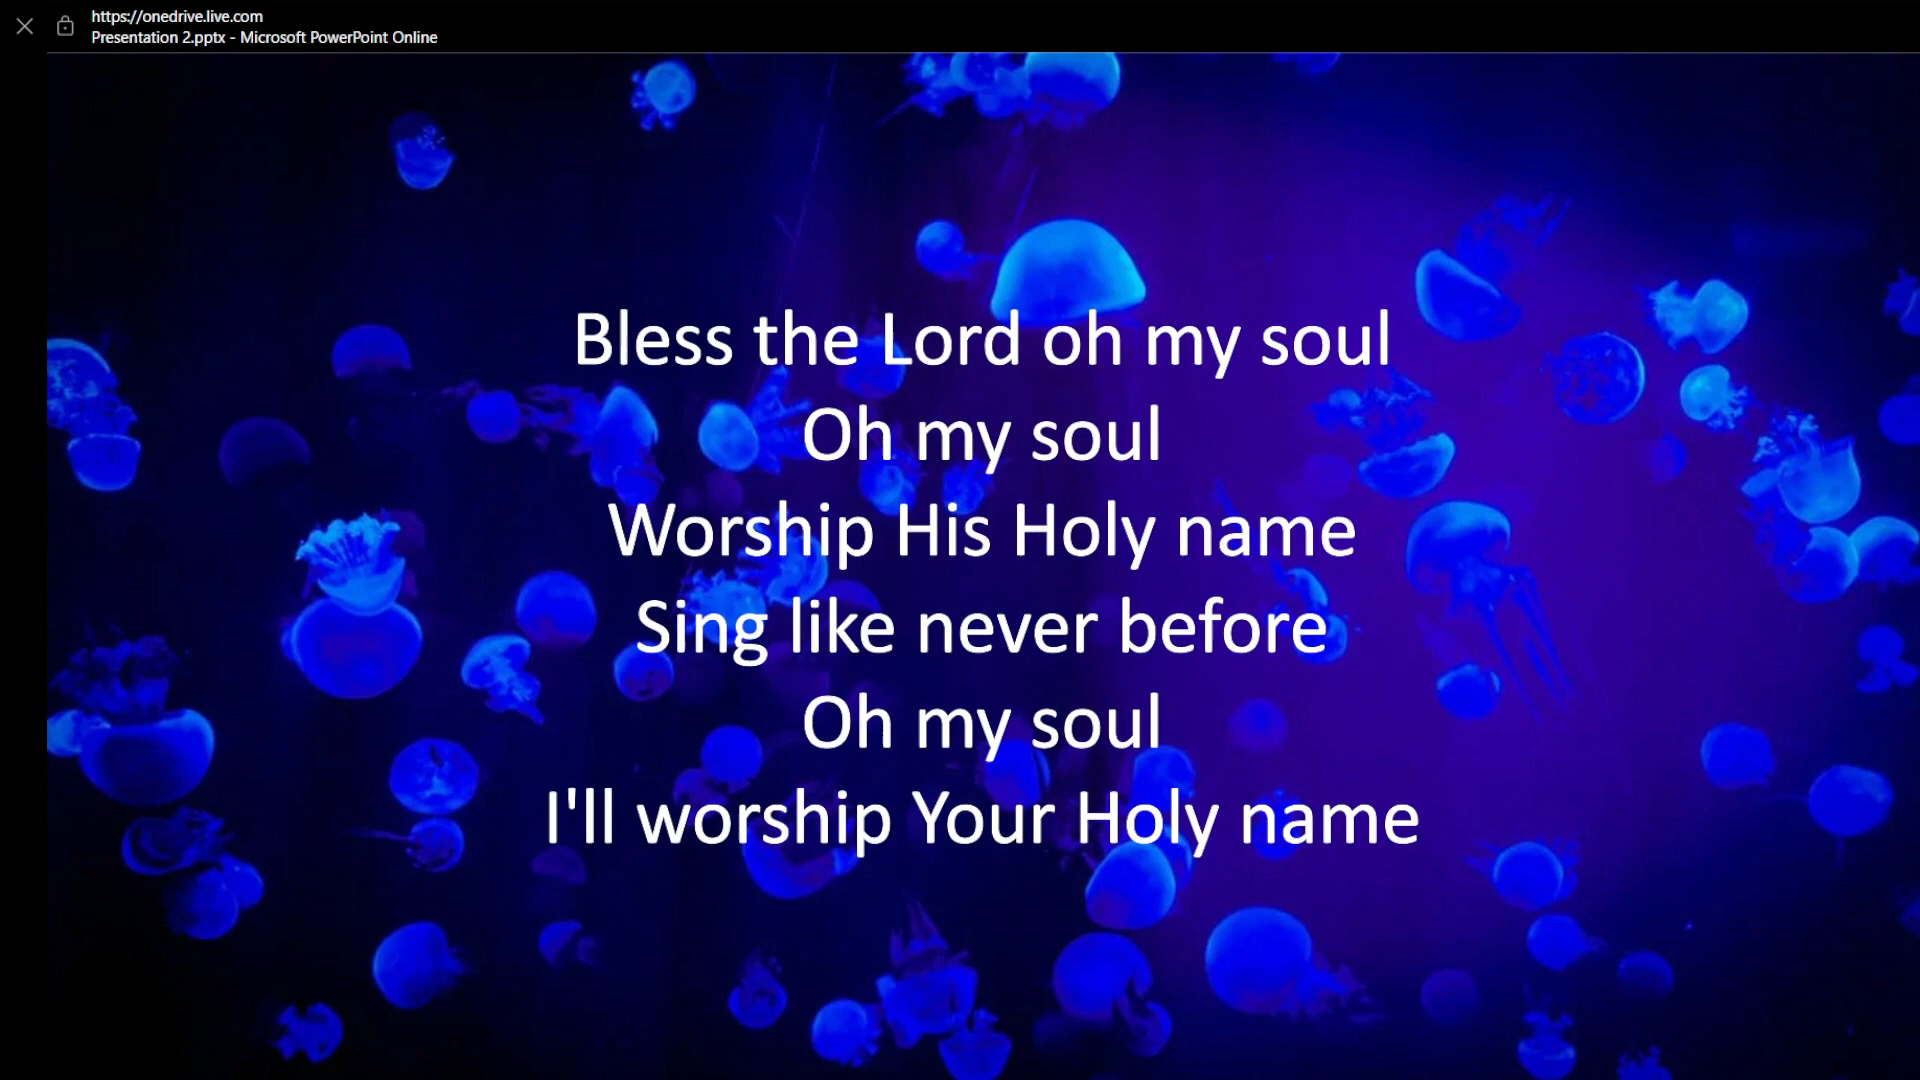 https://onedrive.live.com
Presentation 2.pptx - Microsoft PowerPoint Online
Bless the Lord oh my soul
Oh my soul
Worship His Holy name
Sing like never before
Oh my soul
I'll worship Your Holy name